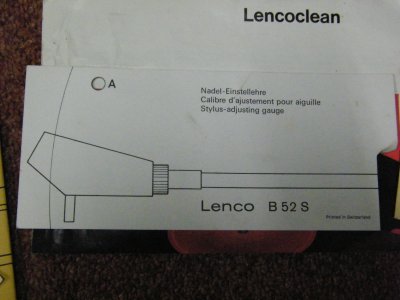 Lencoclean
A
Nadel-Einstellehre
Calibre d'ajustement pour aiguille
Stylus-adjusting gauge
Lenco B 52 S
Printed in Switzerland